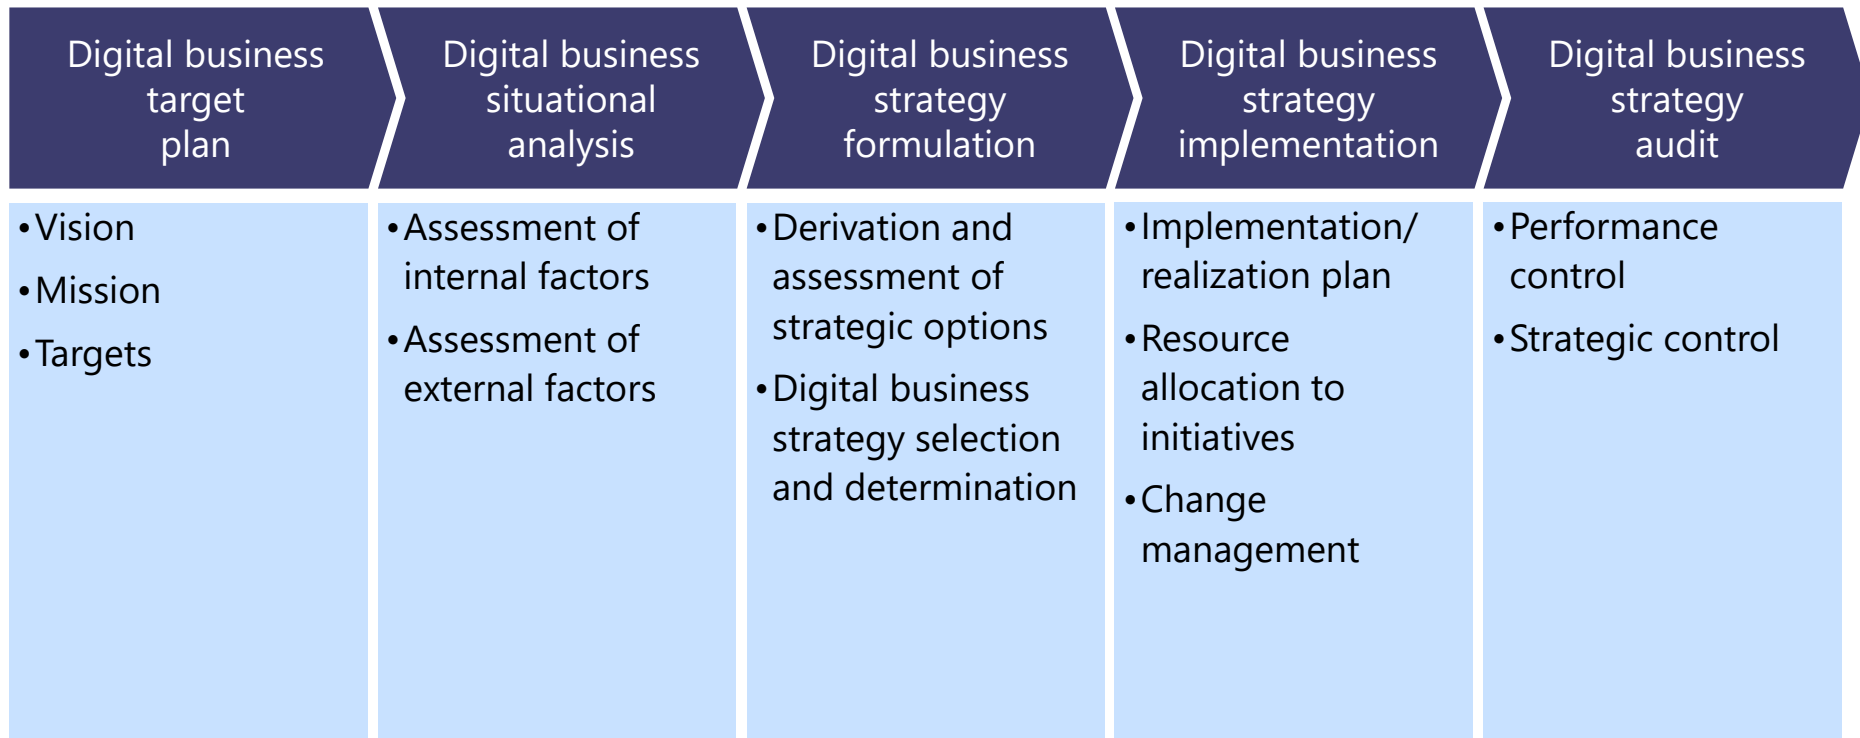 Digital business
target
plan
Digital business
situational
analysis
Digital business
strategy
formulation
Digital business
strategy
implementation
Digital business
strategy
audit
•Vision
•Mission
•Targets
•Assessment of
internal factors
•Assessment of
external factors
•Derivation and
assessment of
strategic options
•Digital business
strategy selection
and determination
•Implementation/
realization plan
•Resource
allocation to
initiatives
•Change
management
•Performance
control
•Strategic control